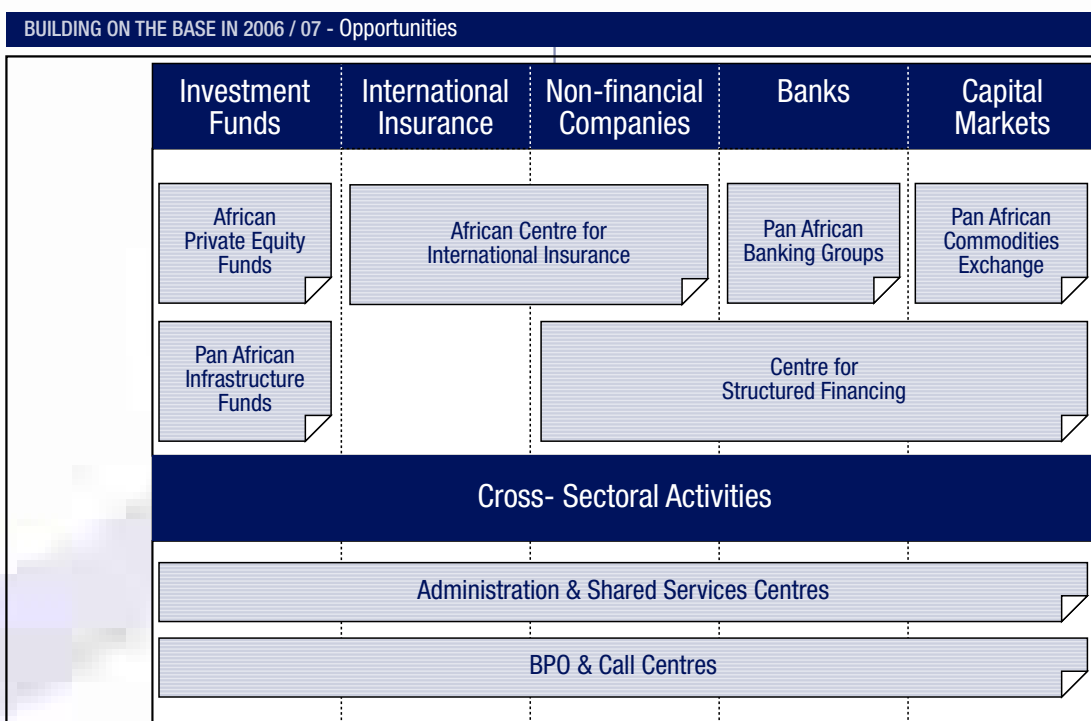 BUILDING ON THE BASE IN 2006 / 07 - Opportunities
Investment
Funds
International
Insurance
Non-financial
Companies
Banks
Capital
Markets
African
Private Equity
Funds
African Centre for
International Insurance
Pan African
Banking Groups
Pan African
Commodities
Exchange
Pan African
Infrastructure
Funds
Centre for
Structured Financing
Cross- Sectoral Activities
Administration & Shared Services Centres
BPO & Call Centres